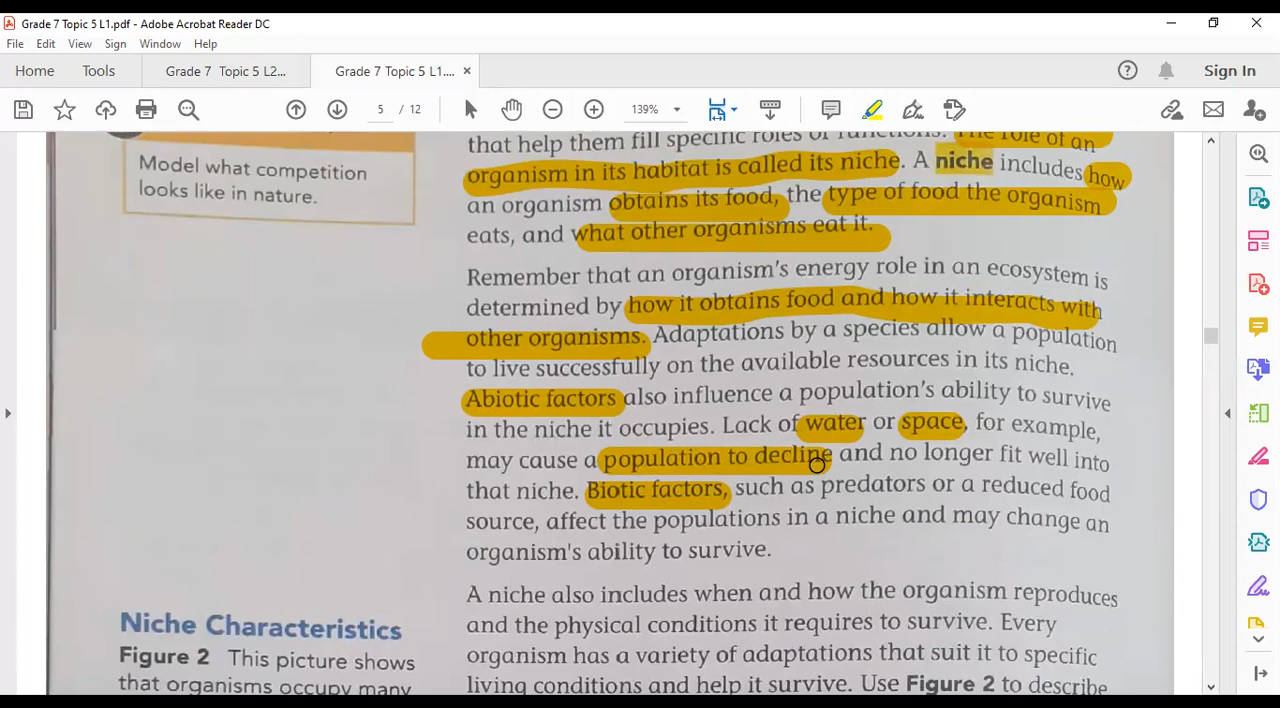 Grade 7 Topic 5 L1.pdf - Adobe Acrobat Reader DC
File Edit View Sign Window Help
Home Tools Grade 7 Topic 5 L2... Grade 7 Topic 5 L1.... × Sign In
5 / 12 139%
Model what competition
looks like in nature.
that help them fill specific roles or functions. The role of an
organism in its habitat is called its niche. A niche includes how
an organism obtains its food, the type of food the organism
eats, and what other organisms eat it.
Remember that an organism's energy role in an ecosystem is
determined by how it obtains food and how it interacts with
other organisms. Adaptations by a species allow a population
to live successfully on the available resources in its niche.
Abiotic factors also influence a population's ability to survive
in the niche it occupies. Lack of water or space, for example,
may cause a population to decline and no longer fit well into
that niche. Biotic factors, such as predators or a reduced food
source, affect the populations in a niche and may change an
organism's ability to survive.
A niche also includes when and how the organism reproduces
and the physical conditions it requires to survive. Every
organism has a variety of adaptations that suit it to specific
living conditions and help it survive. Use Figure 2 to describe
Niche Characteristics
Figure 2 This picture shows
that organisms occupy many